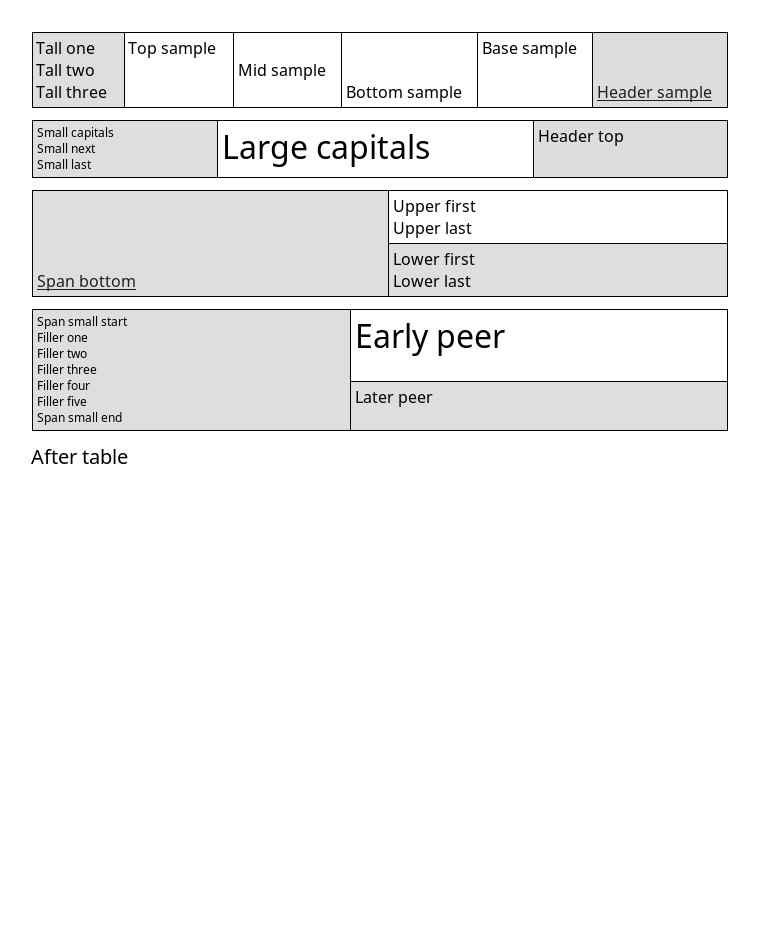 Tall one
Tall two
Tall three
Top sample
Mid sample
Bottom sample
Base sample
Header sample
Small capitals
Small next
Small last
Large capitals
Header top
Span bottom
Upper first
Upper last
Lower first
Lower last
Span small start
Filler one
Filler two
Filler three
Filler four
Filler five
Span small end
Early peer
Later peer
After table